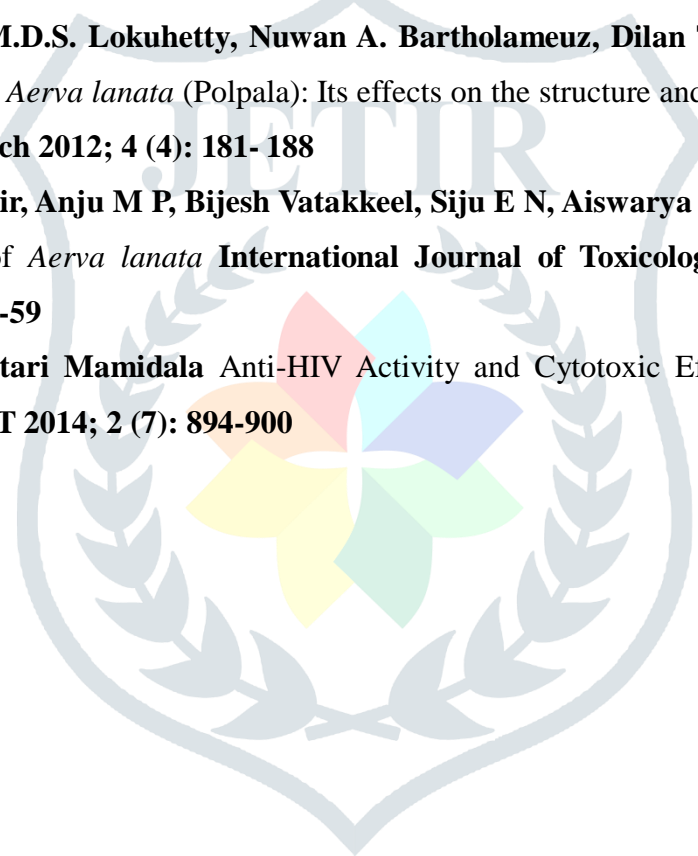 M.D.S. Lokuhetty, Nuwan A. Bartholameuz, Dilan
Aerva lanata (Polpala): Its effects on the structure and
ch 2012; 4 (4): 181- 188
JETIR
ir, Anju M P, Bijesh Vatakkeel, Siju E N, Aiswarya
of Aerva lanata International Journal of Toxicolog
-59
tari Mamidala Anti-HIV Activity and Cytotoxic Ef
T 2014; 2 (7): 894-900